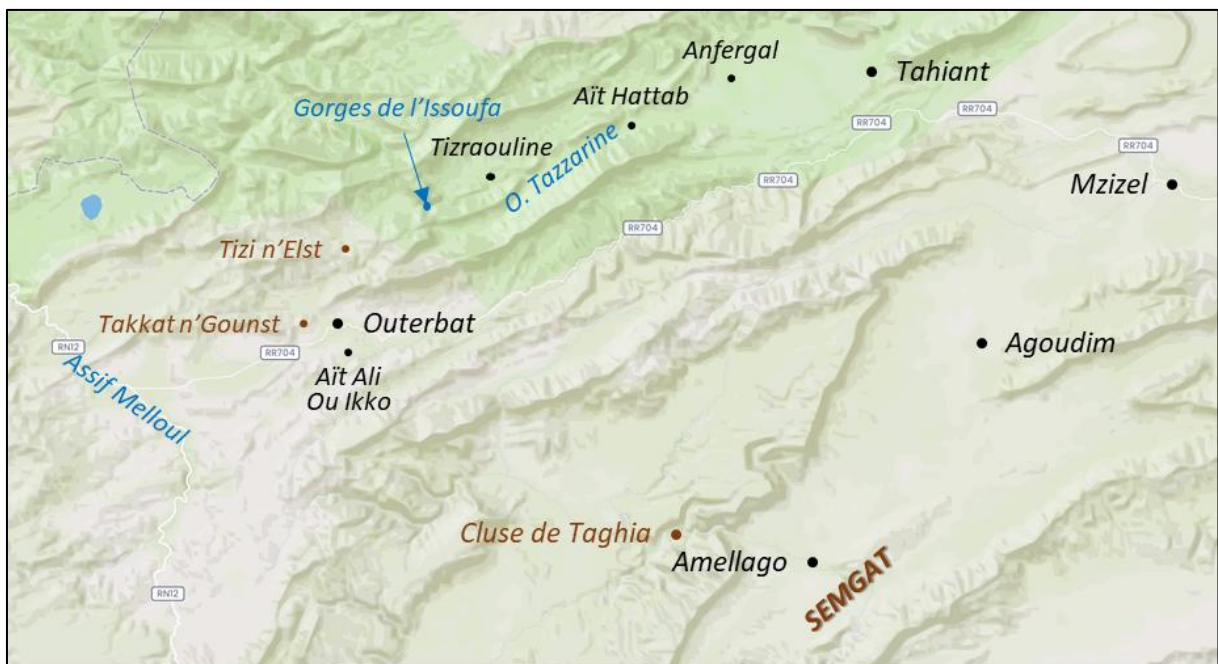 Anfergal
Tahiant
Gorges de l'Issoufa
Aït Hattab
RR704
RR704
RR704
Tizraouline
O. Tazzarine
RR704
Mzizel
RR704
Tizi n'Elst
Takkat n'Gounst
Outerbat
RN12
RR704
Agoudim
Aït Ali
Ou Ikko
Assif Melloul
Cluse de Taghia
Amellago
SEMGAT
RN12